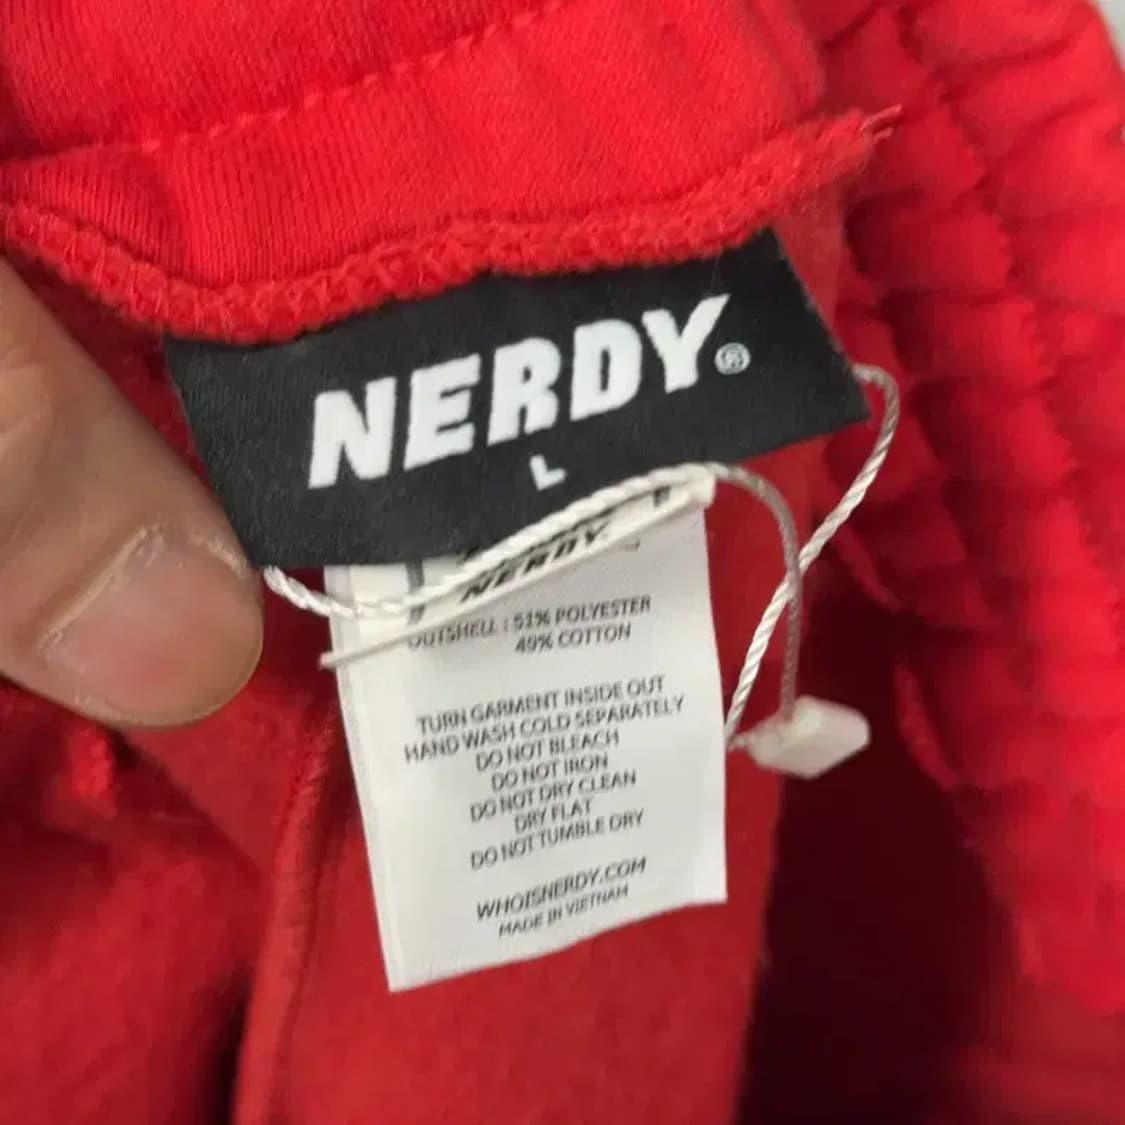 NERDY®
L
NERDY.
OUTSHELL : 51% POLYESTER
49% COTTON
TURN GARMENT INSIDE OUT
HAND WASH COLD SEPARATELY
DO NOT BLEACH
DO NOT IRON
DO NOT DRY CLEAN
DRY FLAT
DO NOT TUMBLE DRY
WHOISNERDY.COM
MADE IN VIETNAM